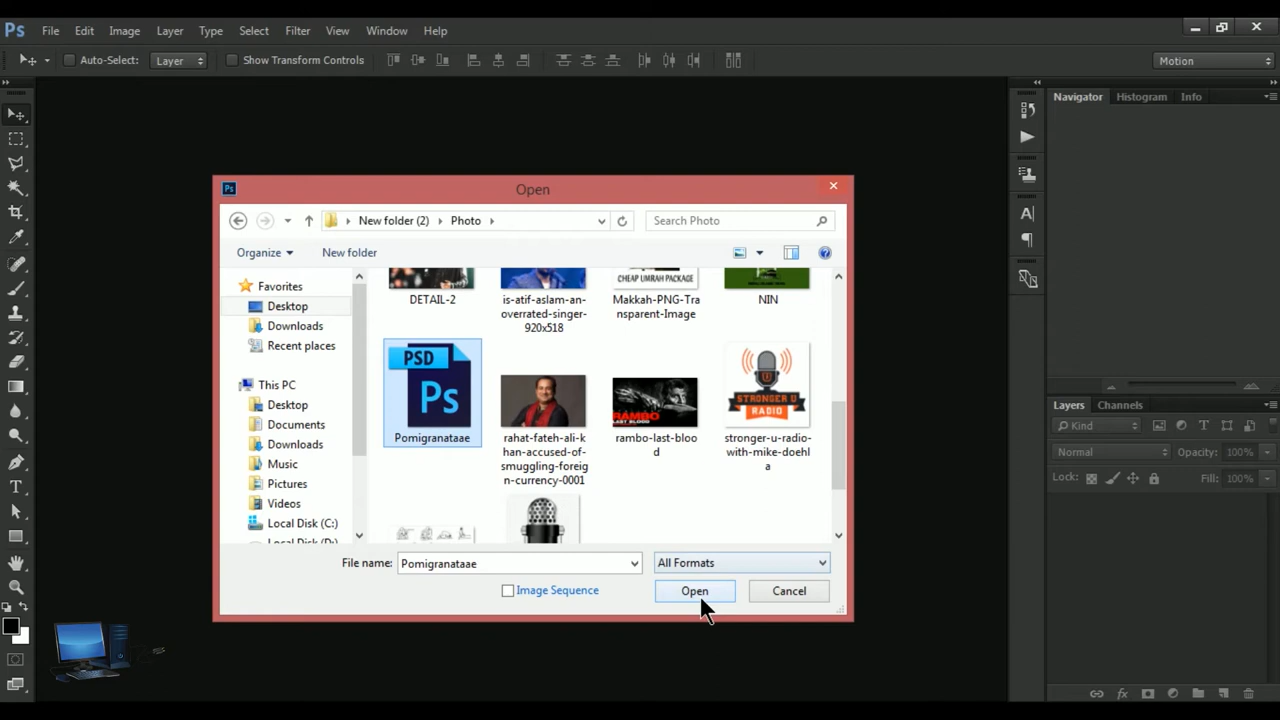 Ps File Edit Image Layer Type Select Filter View Window Help
Auto-Select: Layer Show Transform Controls Motion
Navigator Histogram Info
Ps Open
New folder (2) Photo Search Photo
Organize New folder
Favorites
Desktop
Downloads
Recent places
This PC
Desktop
Documents
Downloads
Music
Pictures
Videos
Local Disk (C:)
Local Disk (D:)
CHEAP UMRAH PACKAGE
DETAIL-2
is-atif-aslam-an-
overrated-singer-
920x518
Makkah-PNG-Tra
nsparent-Image
NIN
PSD
Ps
Pomigranataae
rahat-fateh-ali-k
han-accused-of-
smuggling-foreig
n-currency-0001
RAMBO
LAST BLOOD
rambo-last-bloo
d
STRONGER U
RADIO
stronger-u-radio-
with-mike-doehl
a
File name: Pomigranataae All Formats
Image Sequence Open Cancel
Layers Channels
Kind
Normal Opacity: 100%
Lock: Fill: 100%